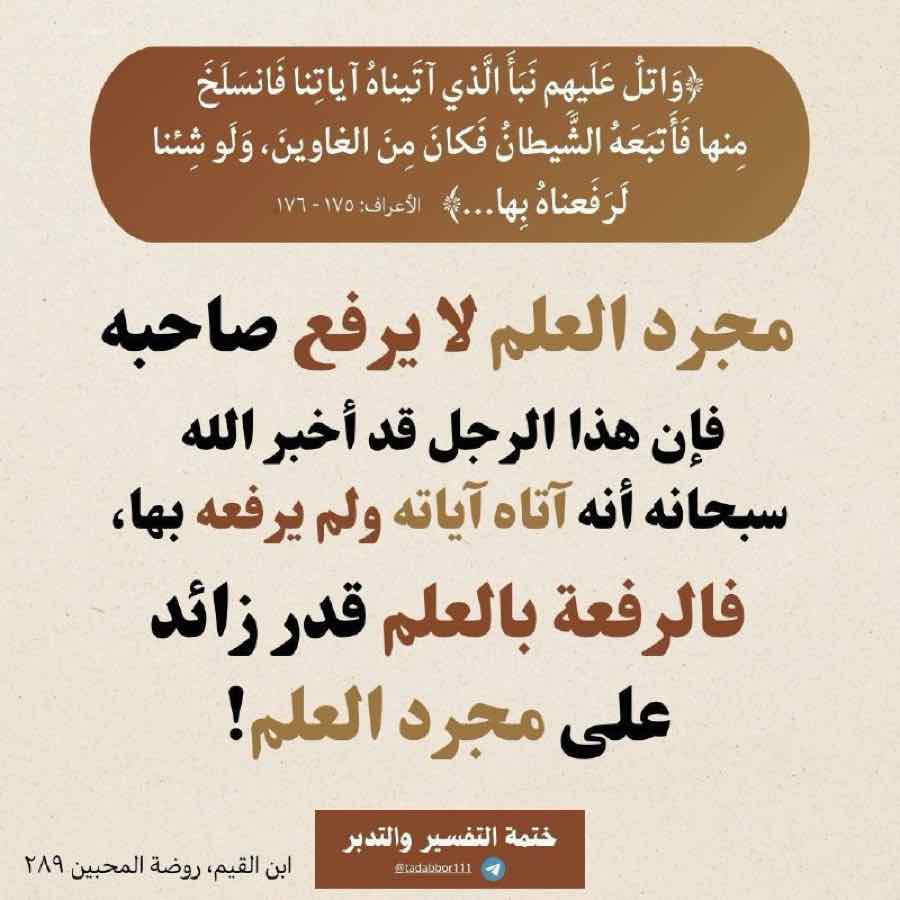 ﴿وَاتلُ عَلَيهِم نَبَأَ الَّذي آتَيناهُ آياتِنا فَانسَلَخَ
مِنها فَأَتبَعَهُ الشَّيطانُ فَكانَ مِنَ الغاوينَ، وَلَو شِئنا
لَرَفَعناهُ بِها...﴾ الأعراف: ١٧٥ - ١٧٦
مجرد العلم لا يرفع صاحبه
فإن هذا الرجل قد أخبر الله
سبحانه أنه آتاه آياته ولم يرفعه بها،
فالرفعة بالعلم قدر زائد
على مجرد العلم!
ختمة التفسير والتدبر
@tadabbor111
ابن القيم، روضة المحبين ٢٨٩